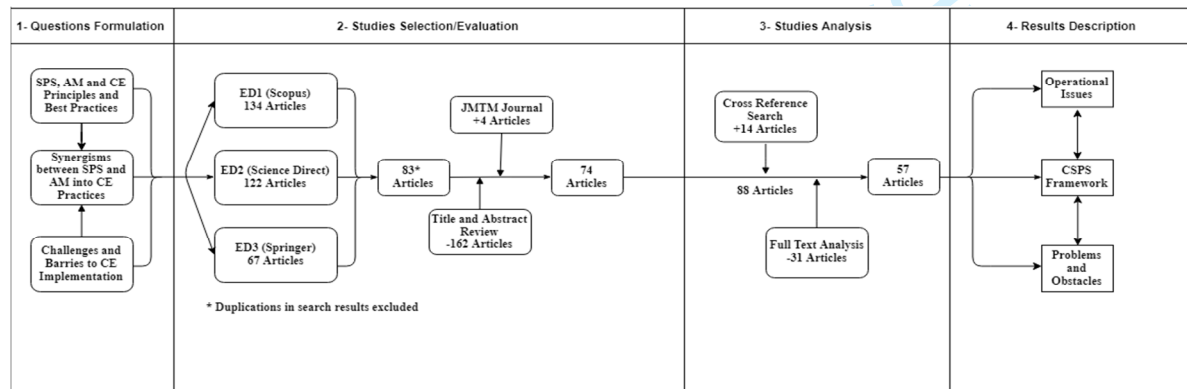 1- Questions Formulation
2- Studies Selection/Evaluation
3- Studies Analysis
4- Results Description
SPS, AM and CE
Principles and
Best Practices
Synergisms
between SPS and
AM into CE
Practices
Challenges and
Barries to CE
Implementation
ED1 (Scopus)
134 Articles
ED2 (Science Direct)
122 Articles
ED3 (Springer)
67 Articles
* Duplications in search results excluded
83*
Articles
JMTM Journal
+4 Articles
Title and Abstract
Review
-162 Articles
74
Articles
Cross Reference
Search
+14 Articles
88 Articles
Full Text Analysis
-31 Articles
57
Articles
Operational
Issues
CSPS
Framework
Problems
and
Obstacles